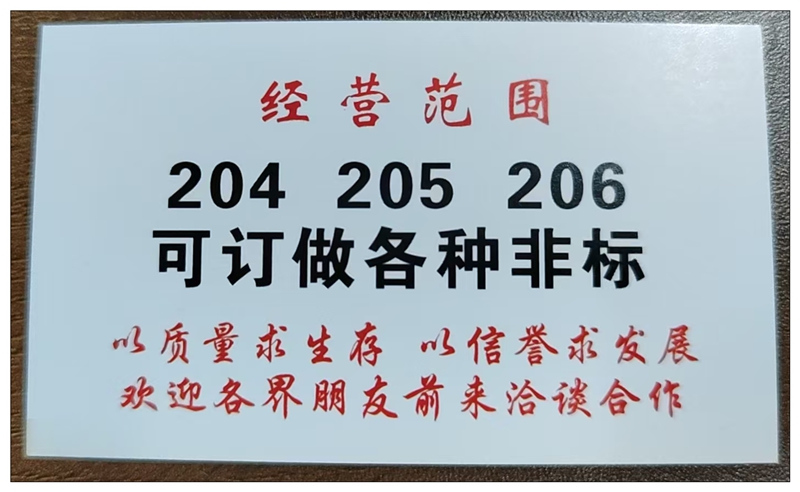 经营范围
204 205 206
可订做各种非标
以质量求生存 以信誉求发展
欢迎各界朋友前来洽谈合作